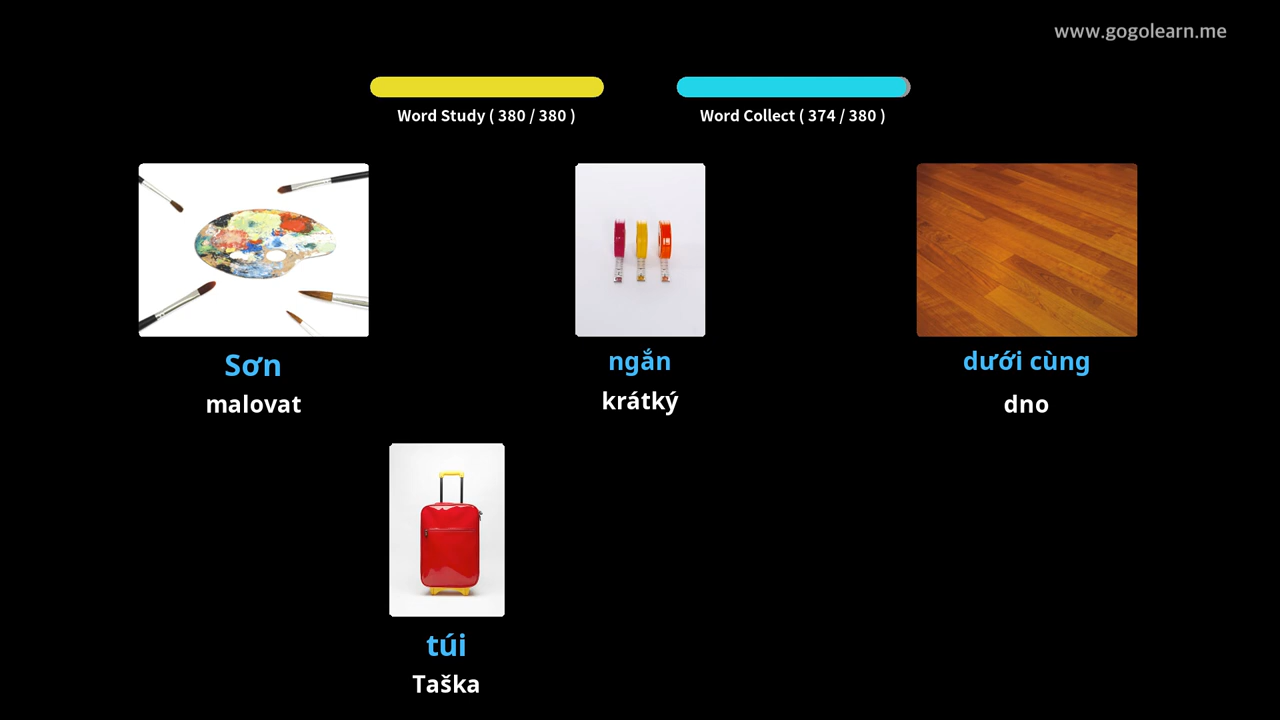 www.gogolearn.me
Word Study ( 380 / 380 )
Word Collect ( 374 / 380 )
Sơn
malovat
ngắn
krátký
dưới cùng
dno
túi
Taška